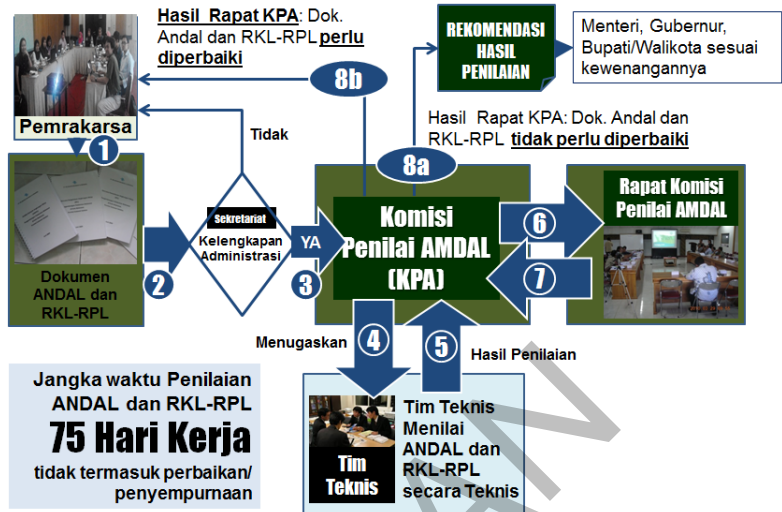 Hasil Rapat KPA: Dok.
Andal dan RKL-RPL perlu
diperbaiki
8b
REKOMENDASI
HASIL
PENILAIAN
Menteri, Gubernur,
Bupati/Walikota sesuai
kewenangannya
Pemrakarsa
1
Tidak
Hasil Rapat KPA: Dok. Andal dan
RKL-RPL tidak perlu diperbaiki
8a
Dokumen
ANDAL dan
RKL-RPL
2
Sekretariat
Kelengkapan
Administrasi
YA
3
Komisi
Penilai AMDAL
(KPA)
6
7
Rapat Komisi
Penilai AMDAL
Menugaskan
4
5
Hasil Penilaian
Jangka waktu Penilaian
ANDAL dan RKL-RPL
75 Hari Kerja
tidak termasuk perbaikan/
penyempurnaan
Tim
Teknis
Tim Teknis
Menilai
ANDAL dan
RKL-RPL
secara Teknis